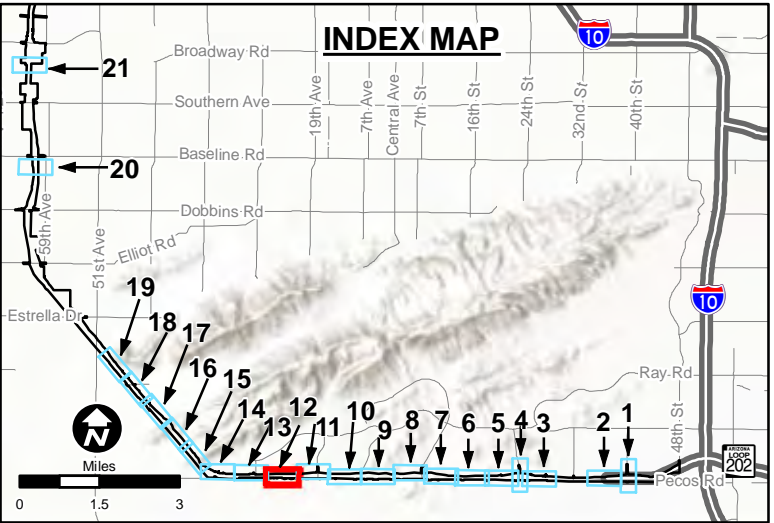 INDEX MAP
10
Broadway Rd
21
Southern Ave
19th Ave
7th Ave
Central Ave
7th St
16th St
24th St
32nd St
40th St
Baseline Rd
20
Dobbins Rd
59th Ave
51st Ave
Elliot Rd
Estrella Dr
19
18
17
16
15
14
13
12
11
10
9
8
7
6
5
4
3
2
1
10
Ray Rd
48th St
ARIZONA
LOOP
202
Pecos Rd
N
Miles
0 1.5 3